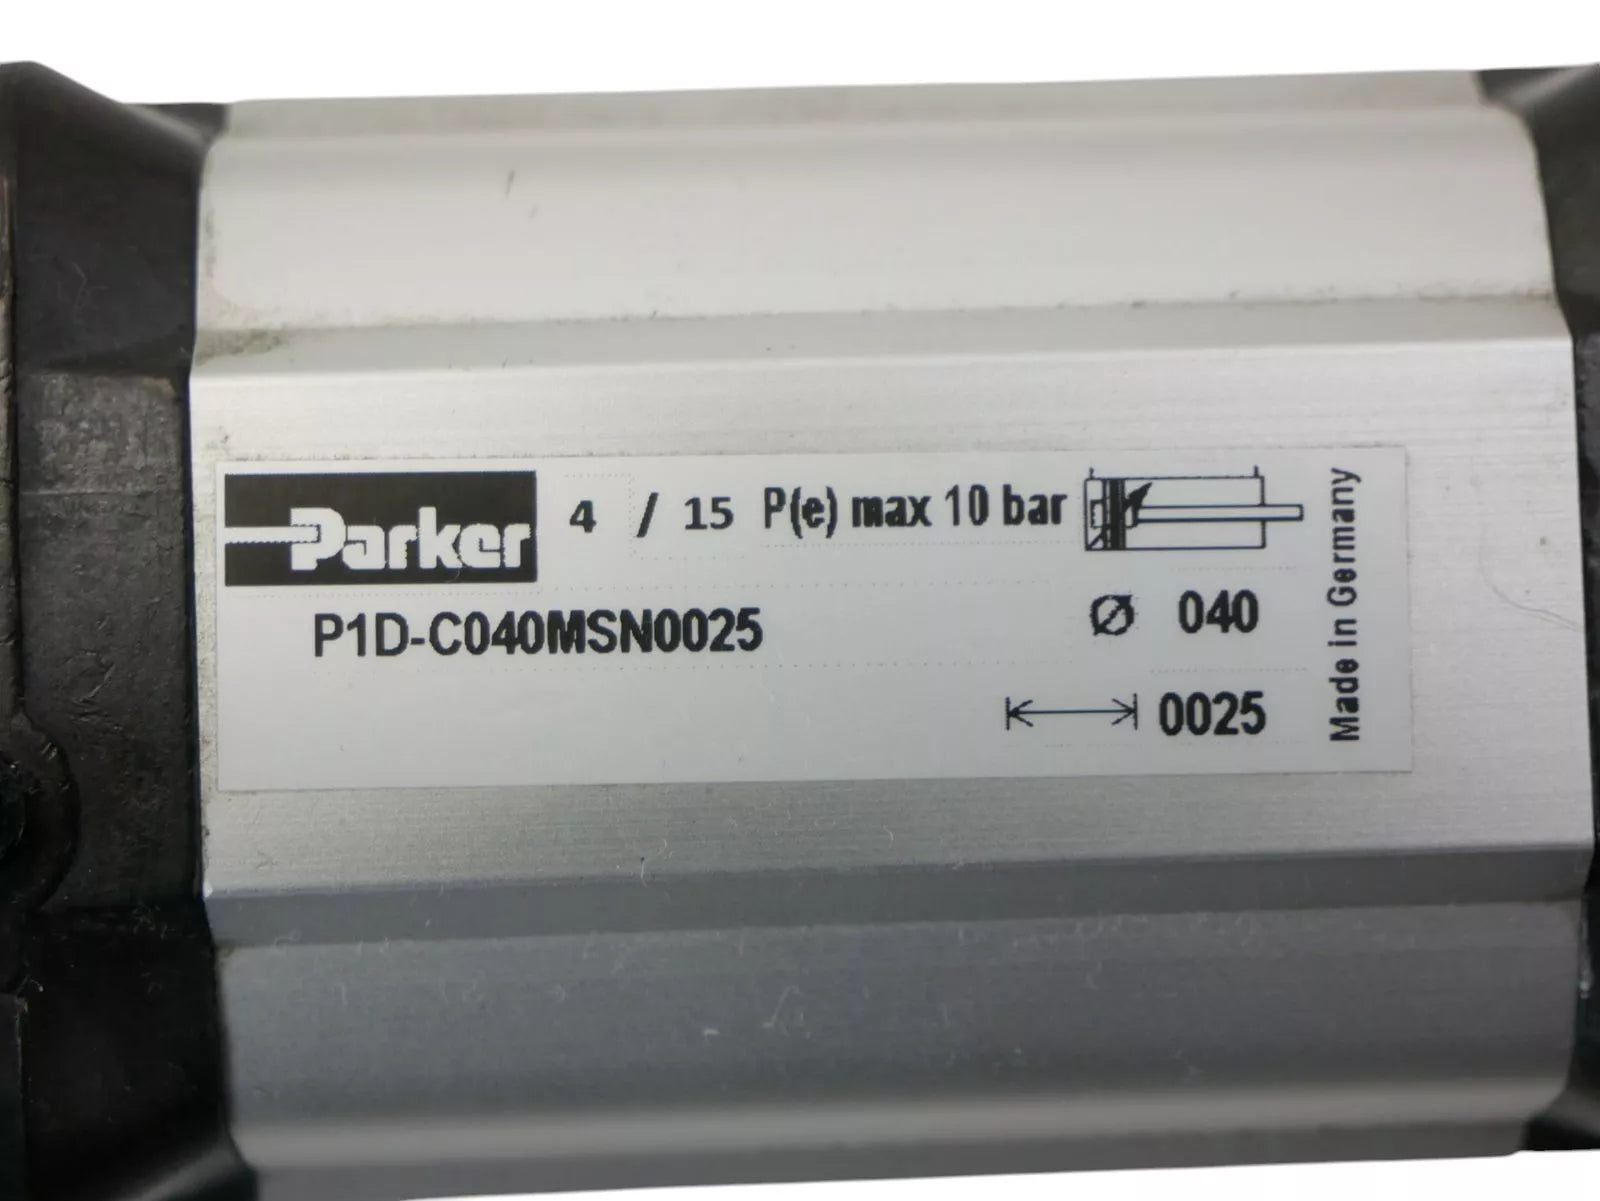 Parker 4 / 15 P(e) max 10 bar
P1D-C040MSN0025 Ø 040
0025
Made in Germany